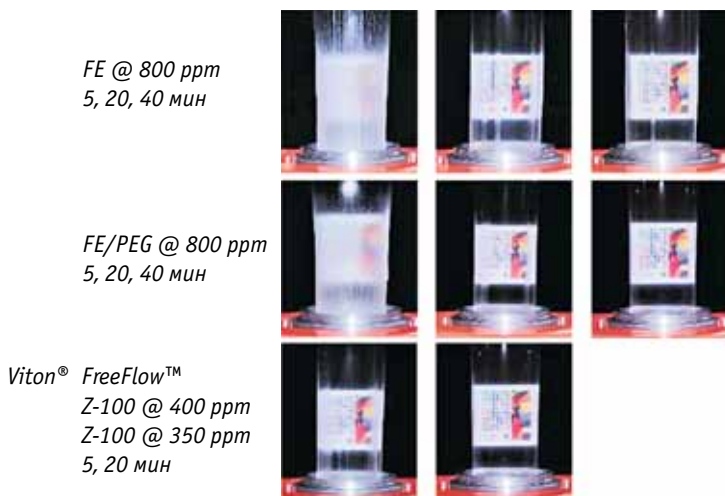 FE @ 800 ppm
5, 20, 40 мин
FE/PEG @ 800 ppm
5, 20, 40 мин
Viton® FreeFlow™
Z-100 @ 400 ppm
Z-100 @ 350 ppm
5, 20 мин